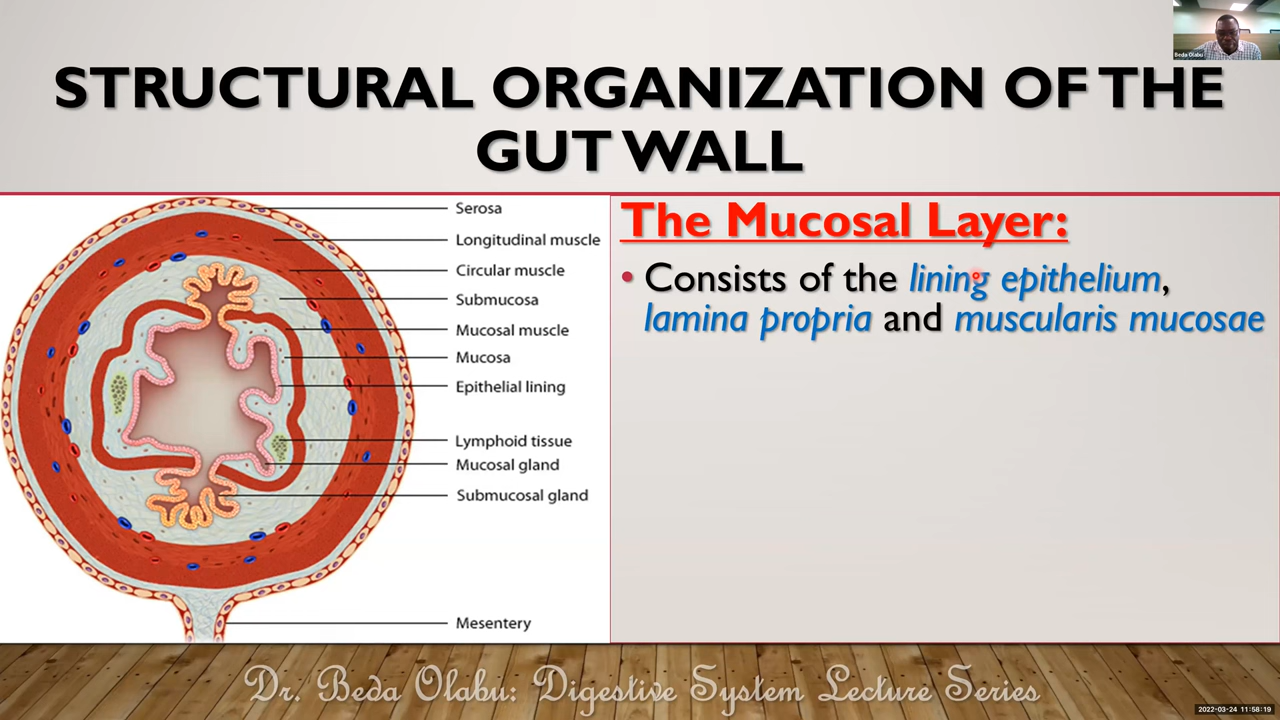 Beda Olabu
STRUCTURAL ORGANIZATION OF THE
GUT WALL
Serosa
Longitudinal muscle
Circular muscle
Submucosa
Mucosal muscle
Mucosa
Epithelial lining
Lymphoid tissue
Mucosal gland
Submucosal gland
Mesentery
The Mucosal Layer:
• Consists of the lining epithelium,
lamina propria and muscularis mucosae
Dr. Beda Olabu: Digestive System Lecture Series
2022-03-24 11:58:19